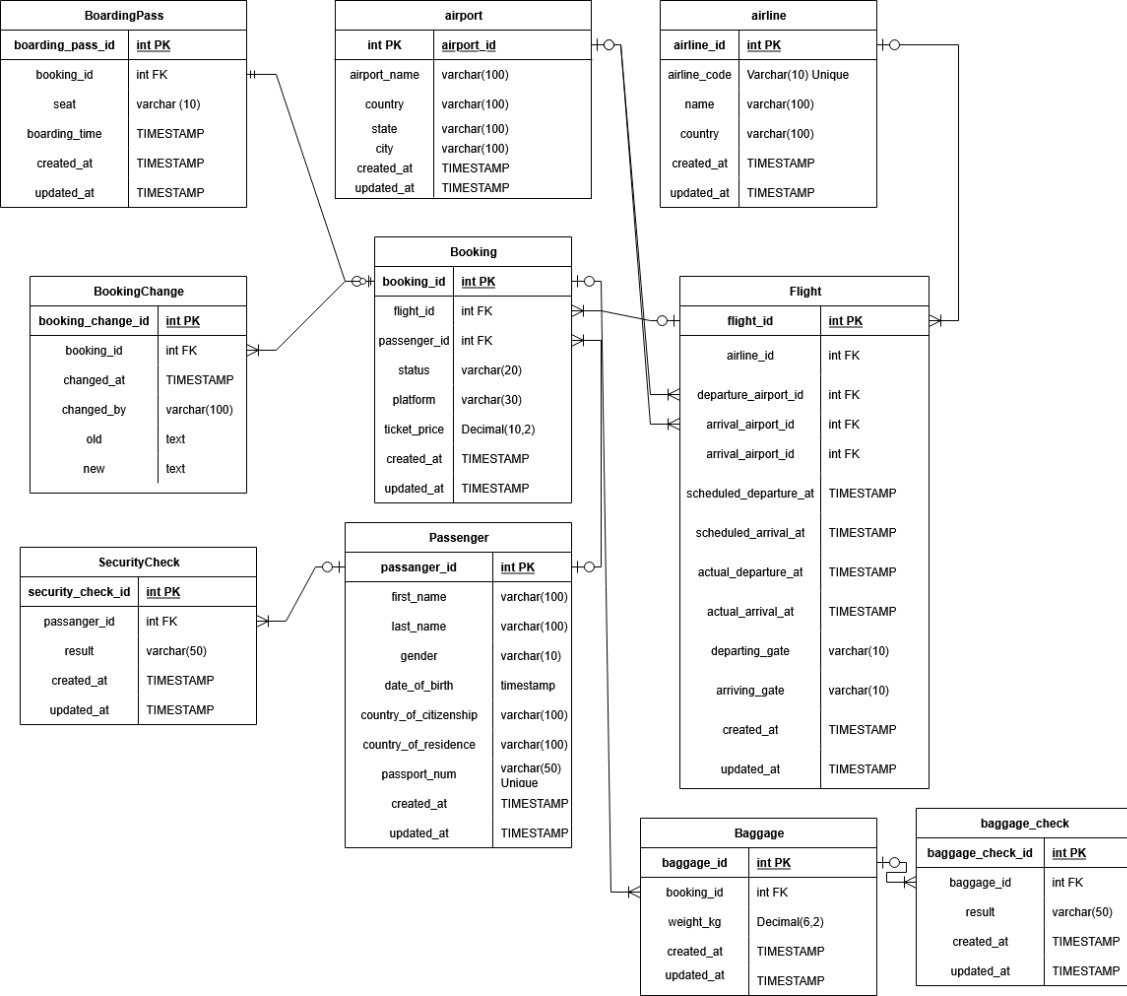 BoardingPass
boarding_pass_id int PK
booking_id int FK
seat varchar (10)
boarding_time TIMESTAMP
created_at TIMESTAMP
updated_at TIMESTAMP
airport
int PK airport_id
airport_name varchar(100)
country varchar(100)
state varchar(100)
city varchar(100)
created_at TIMESTAMP
updated_at TIMESTAMP
airline
airline_id int PK
airline_code Varchar(10) Unique
name varchar(100)
country varchar(100)
created_at TIMESTAMP
updated_at TIMESTAMP
BookingChange
booking_change_id int PK
booking_id int FK
changed_at TIMESTAMP
changed_by varchar(100)
old text
new text
Booking
booking_id int PK
flight_id int FK
passenger_id int FK
status varchar(20)
platform varchar(30)
ticket_price Decimal(10,2)
created_at TIMESTAMP
updated_at TIMESTAMP
Flight
flight_id int PK
airline_id int FK
departure_airport_id int FK
arrival_airport_id int FK
arrival_airport_id int FK
scheduled_departure_at TIMESTAMP
scheduled_arrival_at TIMESTAMP
actual_departure_at TIMESTAMP
actual_arrival_at TIMESTAMP
departing_gate varchar(10)
arriving_gate varchar(10)
created_at TIMESTAMP
updated_at TIMESTAMP
SecurityCheck
security_check_id int PK
passanger_id int FK
result varchar(50)
created_at TIMESTAMP
updated_at TIMESTAMP
Passenger
passanger_id int PK
first_name varchar(100)
last_name varchar(100)
gender varchar(10)
date_of_birth timestamp
country_of_citizenship varchar(100)
country_of_residence varchar(100)
passport_num varchar(50)
Unique
created_at TIMESTAMP
updated_at TIMESTAMP
Baggage
baggage_id int PK
booking_id int FK
weight_kg Decimal(6,2)
created_at TIMESTAMP
updated_at TIMESTAMP
baggage_check
baggage_check_id int PK
baggage_id int FK
result varchar(50)
created_at TIMESTAMP
updated_at TIMESTAMP